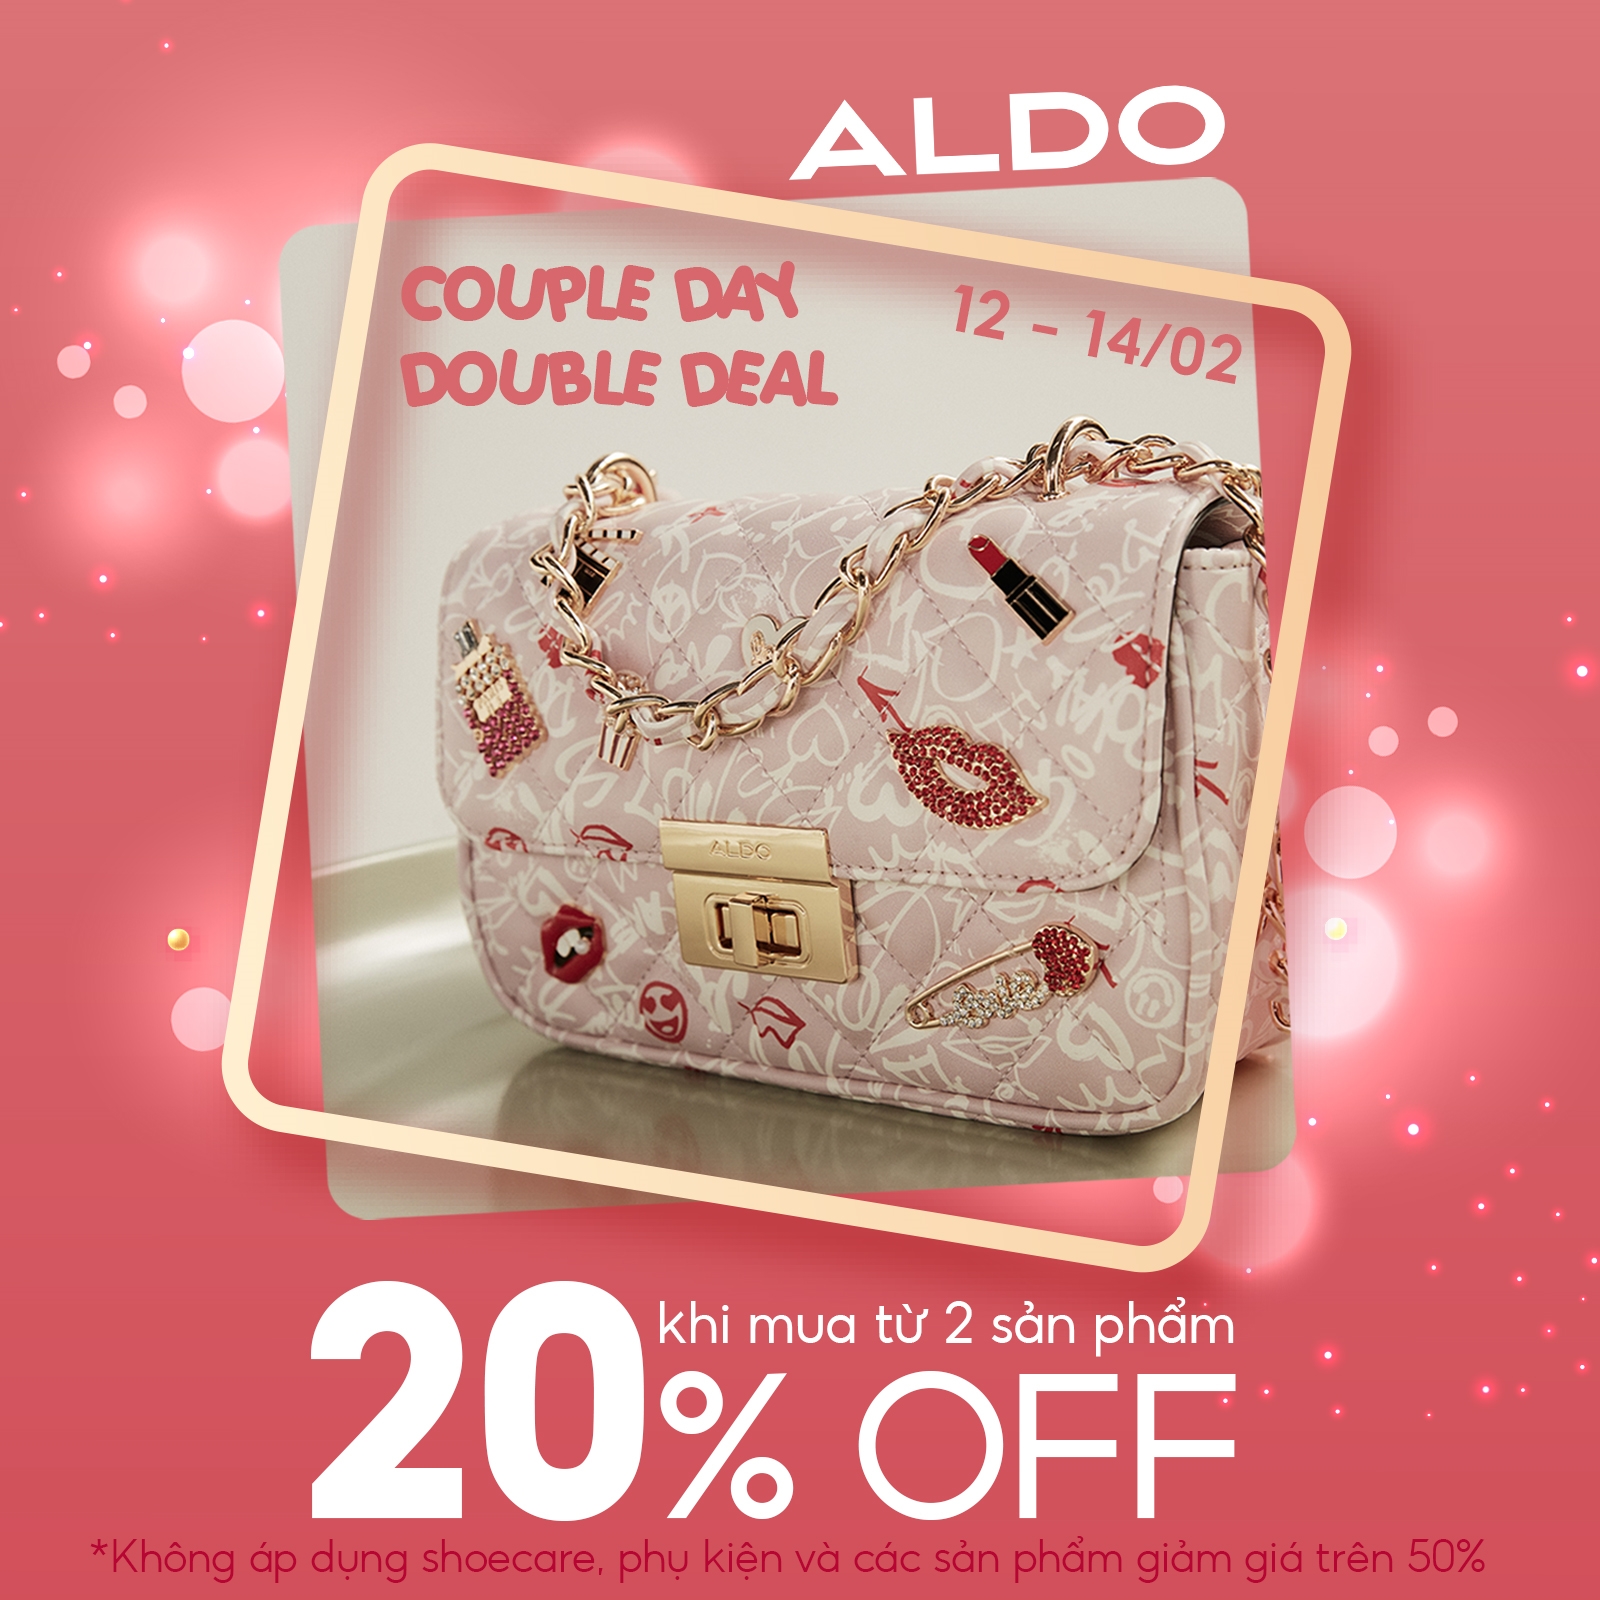 ALDO
COUPLE DAY
DOUBLE DEAL
12 - 14/02
ALDO
20% OFF
khi mua từ 2 sản phẩm
*Không áp dụng shoecare, phụ kiện và các sản phẩm giảm giá trên 50%